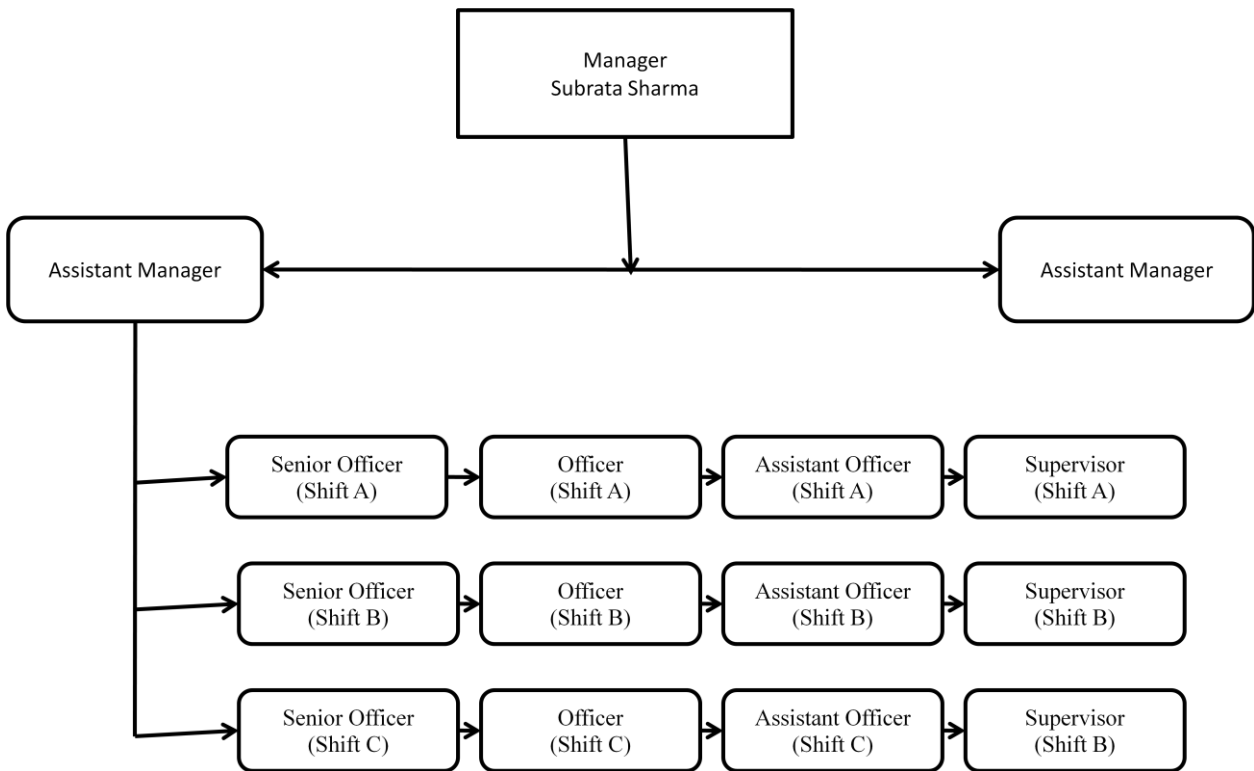 Manager
Subrata Sharma
Assistant Manager
Assistant Manager
Senior Officer
(Shift A)
Officer
(Shift A)
Assistant Officer
(Shift A)
Supervisor
(Shift A)
Senior Officer
(Shift B)
Officer
(Shift B)
Assistant Officer
(Shift B)
Supervisor
(Shift B)
Senior Officer
(Shift C)
Officer
(Shift C)
Assistant Officer
(Shift C)
Supervisor
(Shift B)